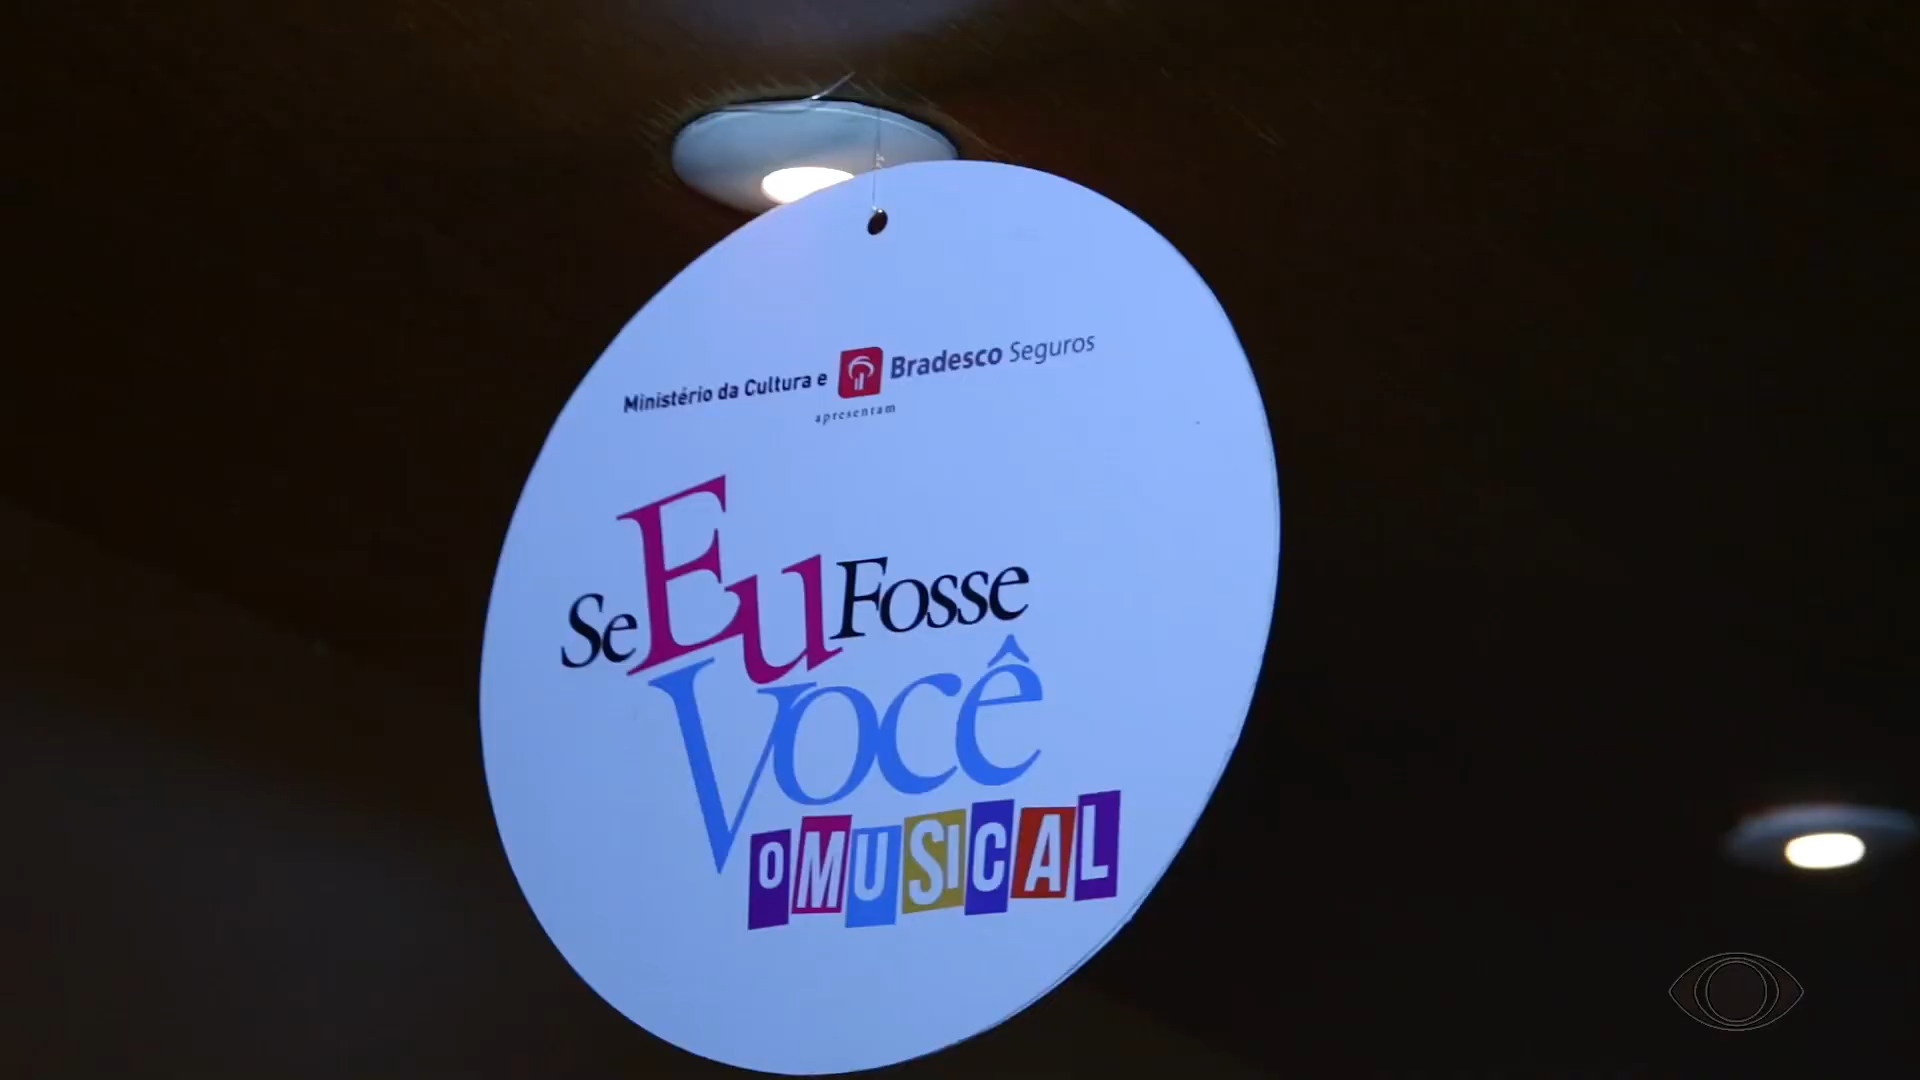 Ministério da Cultura e Bradesco Seguros
apresentam
Se Eu Fosse
Você
O MUSICAL